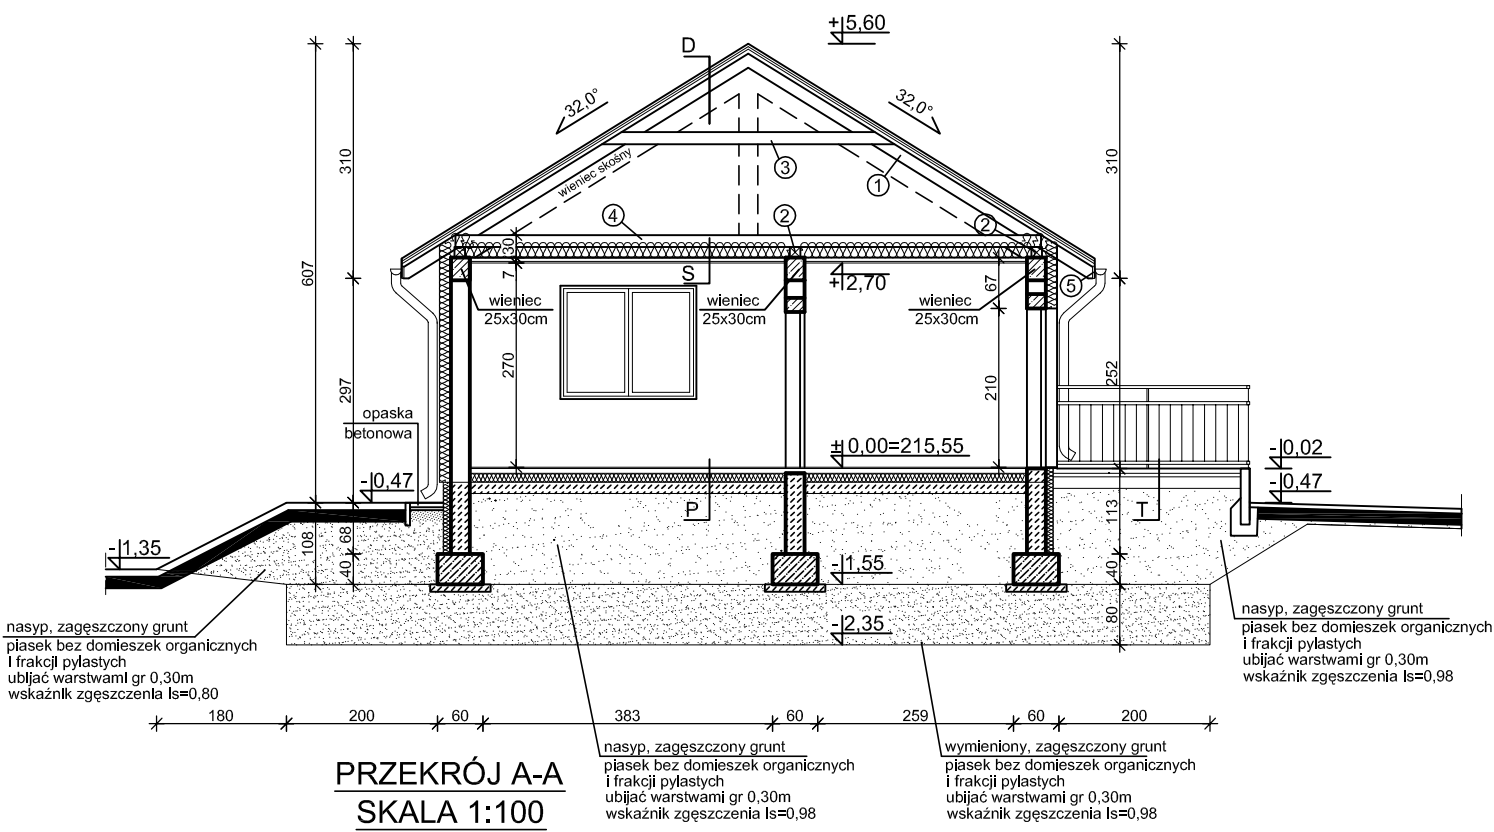 +5,60
D
32,0°
32,0°
310
310
wieniec skośny
3
1
4
2
2
5
607
30
7
S
+2,70
67
wieniec
25x30cm
wieniec
25x30cm
wieniec
25x30cm
270
297
210
252
opaska
betonowa
±0,00=215,55
-0,02
-0,47
-0,47
P
T
108
68
113
-1,35
40
-1,55
40
-2,35
80
nasyp, zagęszczony grunt
piasek bez domieszek organicznych
i frakcji pylastych
ubijać warstwami gr 0,30m
wskaźnik zgęszczenia Is=0,80
nasyp, zagęszczony grunt
piasek bez domieszek organicznych
i frakcji pylastych
ubijać warstwami gr 0,30m
wskaźnik zgęszczenia Is=0,98
180
200
60
383
60
259
60
200
nasyp, zagęszczony grunt
piasek bez domieszek organicznych
i frakcji pylastych
ubijać warstwami gr 0,30m
wskaźnik zgęszczenia Is=0,98
wymieniony, zagęszczony grunt
piasek bez domieszek organicznych
i frakcji pylastych
ubijać warstwami gr 0,30m
wskaźnik zgęszczenia Is=0,98
PRZEKRÓJ A-A
SKALA 1:100